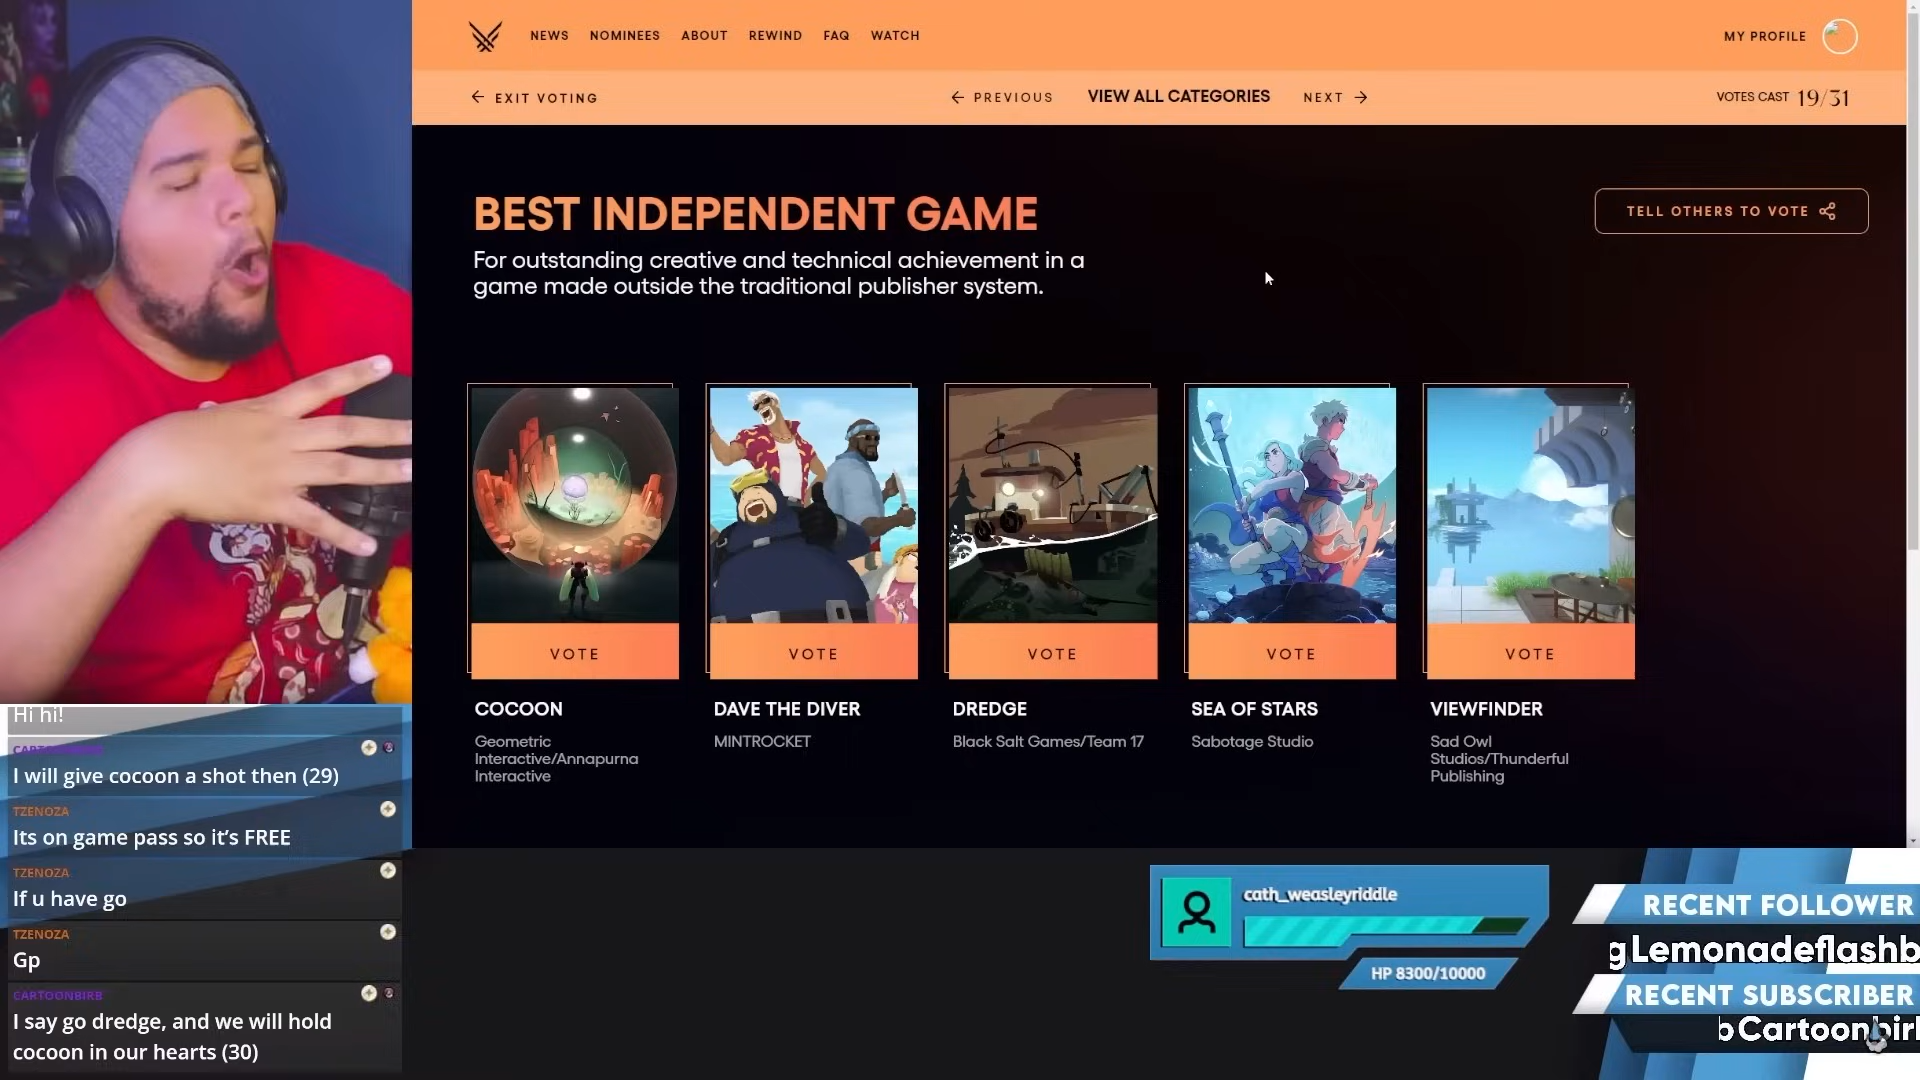 NEWS NOMINEES ABOUT REWIND FAQ WATCH
MY PROFILE
EXIT VOTING
PREVIOUS VIEW ALL CATEGORIES NEXT
VOTES CAST 19/31
BEST INDEPENDENT GAME
For outstanding creative and technical achievement in a
game made outside the traditional publisher system.
TELL OTHERS TO VOTE
VOTE VOTE VOTE VOTE VOTE
COCOON
Geometric
Interactive/Annapurna
Interactive
DAVE THE DIVER
MINTROCKET
DREDGE
Black Salt Games/Team 17
SEA OF STARS
Sabotage Studio
VIEWFINDER
Sad Owl
Studios/Thunderful
Publishing
Hi hi!
CARTOONBIRB
I will give cocoon a shot then (29)
TZENOZA
Its on game pass so it’s FREE
TZENOZA
If u have go
TZENOZA
Gp
CARTOONBIRB
I say go dredge, and we will hold
cocoon in our hearts (30)
cath_weasleyriddle
HP 8300/10000
RECENT FOLLOWER
gLemonadeflashb
RECENT SUBSCRIBER
bCartoonbirl